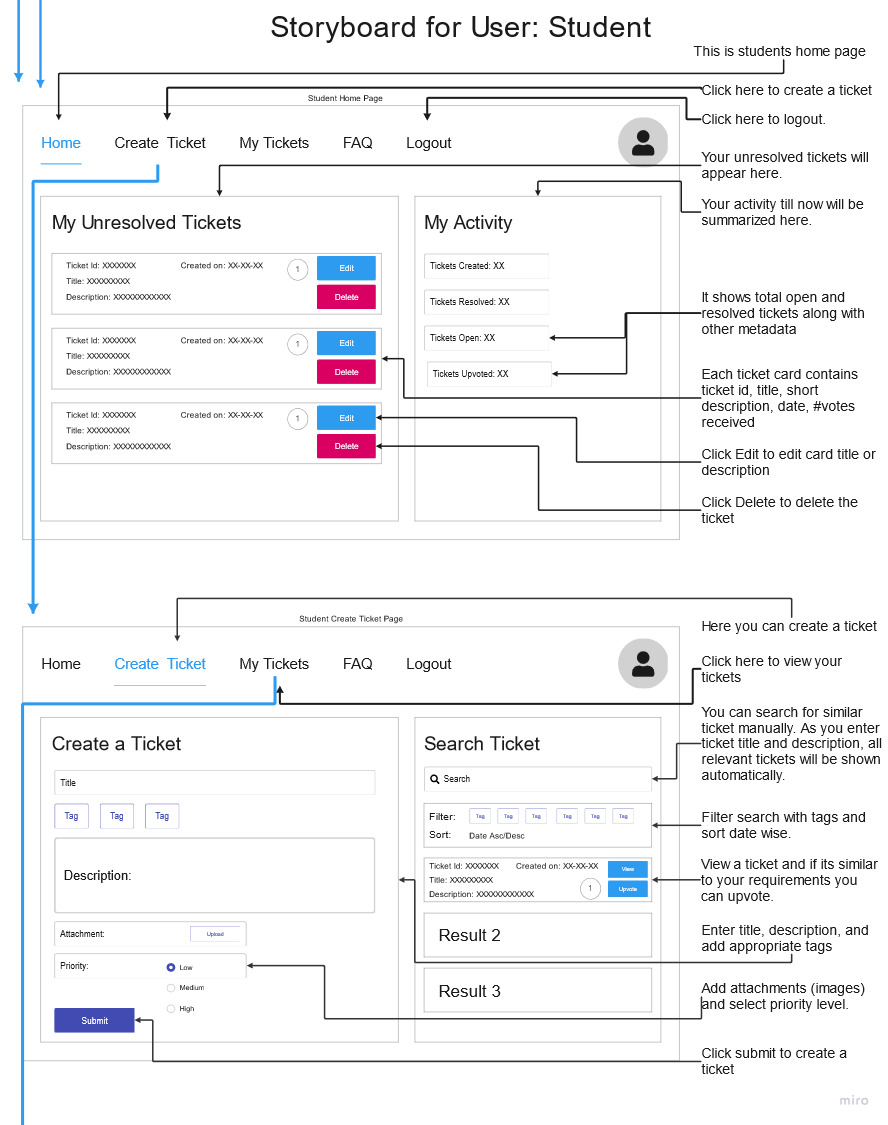 Storyboard for User: Student
This is students home page
Click here to create a ticket
Student Home Page
Click here to logout.
Home
Create Ticket
My Tickets
FAQ
Logout
Your unresolved tickets will
appear here.
Your activity till now will be
summarized here.
My Unresolved Tickets
Ticket Id: XXXXXXX
Created on: XX-XX-XX
1
Edit
Title: XXXXXXXXX
Description: XXXXXXXXXXXX
Delete
Ticket Id: XXXXXXX
Created on: XX-XX-XX
1
Edit
Title: XXXXXXXXX
Description: XXXXXXXXXXXX
Delete
Ticket Id: XXXXXXX
Created on: XX-XX-XX
1
Edit
Title: XXXXXXXXX
Description: XXXXXXXXXXXX
Delete
My Activity
Tickets Created: XX
Tickets Resolved: XX
Tickets Open: XX
Tickets Upvoted: XX
It shows total open and
resolved tickets along with
other metadata
Each ticket card contains
ticket id, title, short
description, date, #votes
received
Click Edit to edit card title or
description
Click Delete to delete the
ticket
Student Create Ticket Page
Here you can create a ticket
Home
Create Ticket
My Tickets
FAQ
Logout
Click here to view your
tickets
Create a Ticket
Title
Tag
Tag
Tag
Description:
Attachment:
Upload
Priority:
Low
Medium
High
Submit
Search Ticket
Search
Filter:
Tag
Tag
Tag
Tag
Tag
Tag
Sort:
Date Asc/Desc
Ticket Id: XXXXXXX
Created on: XX-XX-XX
View
Title: XXXXXXXXX
Description: XXXXXXXXXXXX
1
Upvote
Result 2
Result 3
You can search for similar
ticket manually. As you enter
ticket title and description, all
relevant tickets will be shown
automatically.
Filter search with tags and
sort date wise.
View a ticket and if its similar
to your requirements you
can upvote.
Enter title, description, and
add appropriate tags
Add attachments (images)
and select priority level.
Click submit to create a
ticket
miro